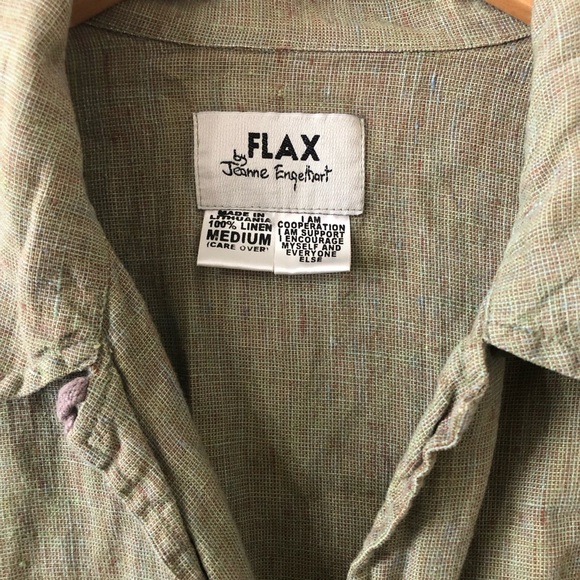 FLAX
by
Jeanne Engelhart
MADE IN
LITHUANIA
100% LINEN
MEDIUM
(CARE OVER)
I AM
COOPERATION
I AM SUPPORT
I ENCOURAGE
MYSELF AND
EVERYONE
ELSE